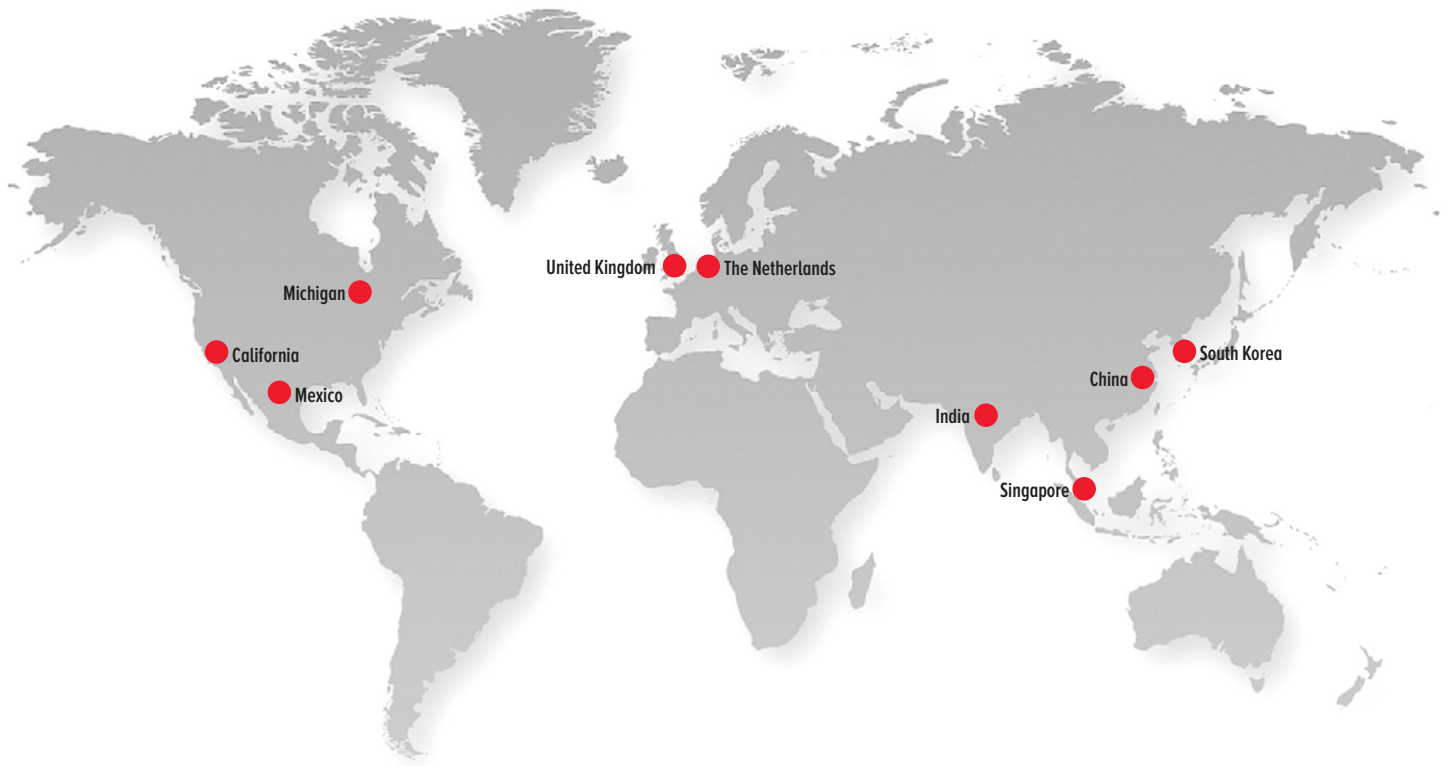 United Kingdom
The Netherlands
Michigan
California
South Korea
China
Mexico
India
Singapore